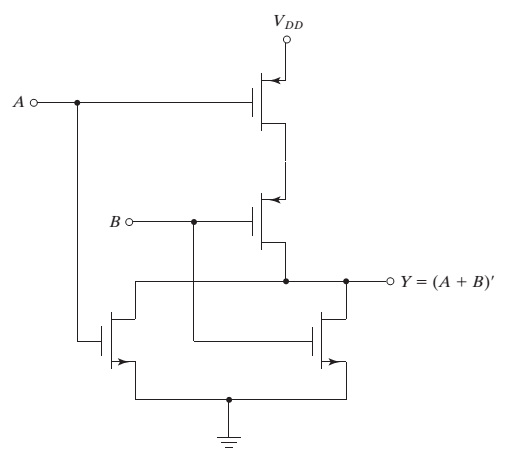 V_DD
A
B
Y = (A + B)′